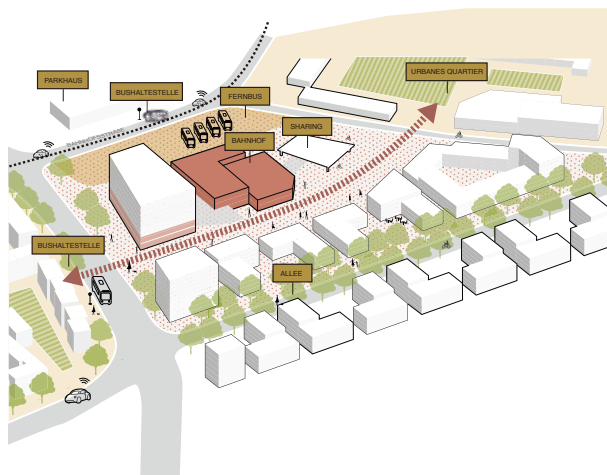 PARKHAUS
BUSHALTESTELLE
FERNBUS
URBANES QUARTIER
BAHNHOF
SHARING
BUSHALTESTELLE
ALLEE